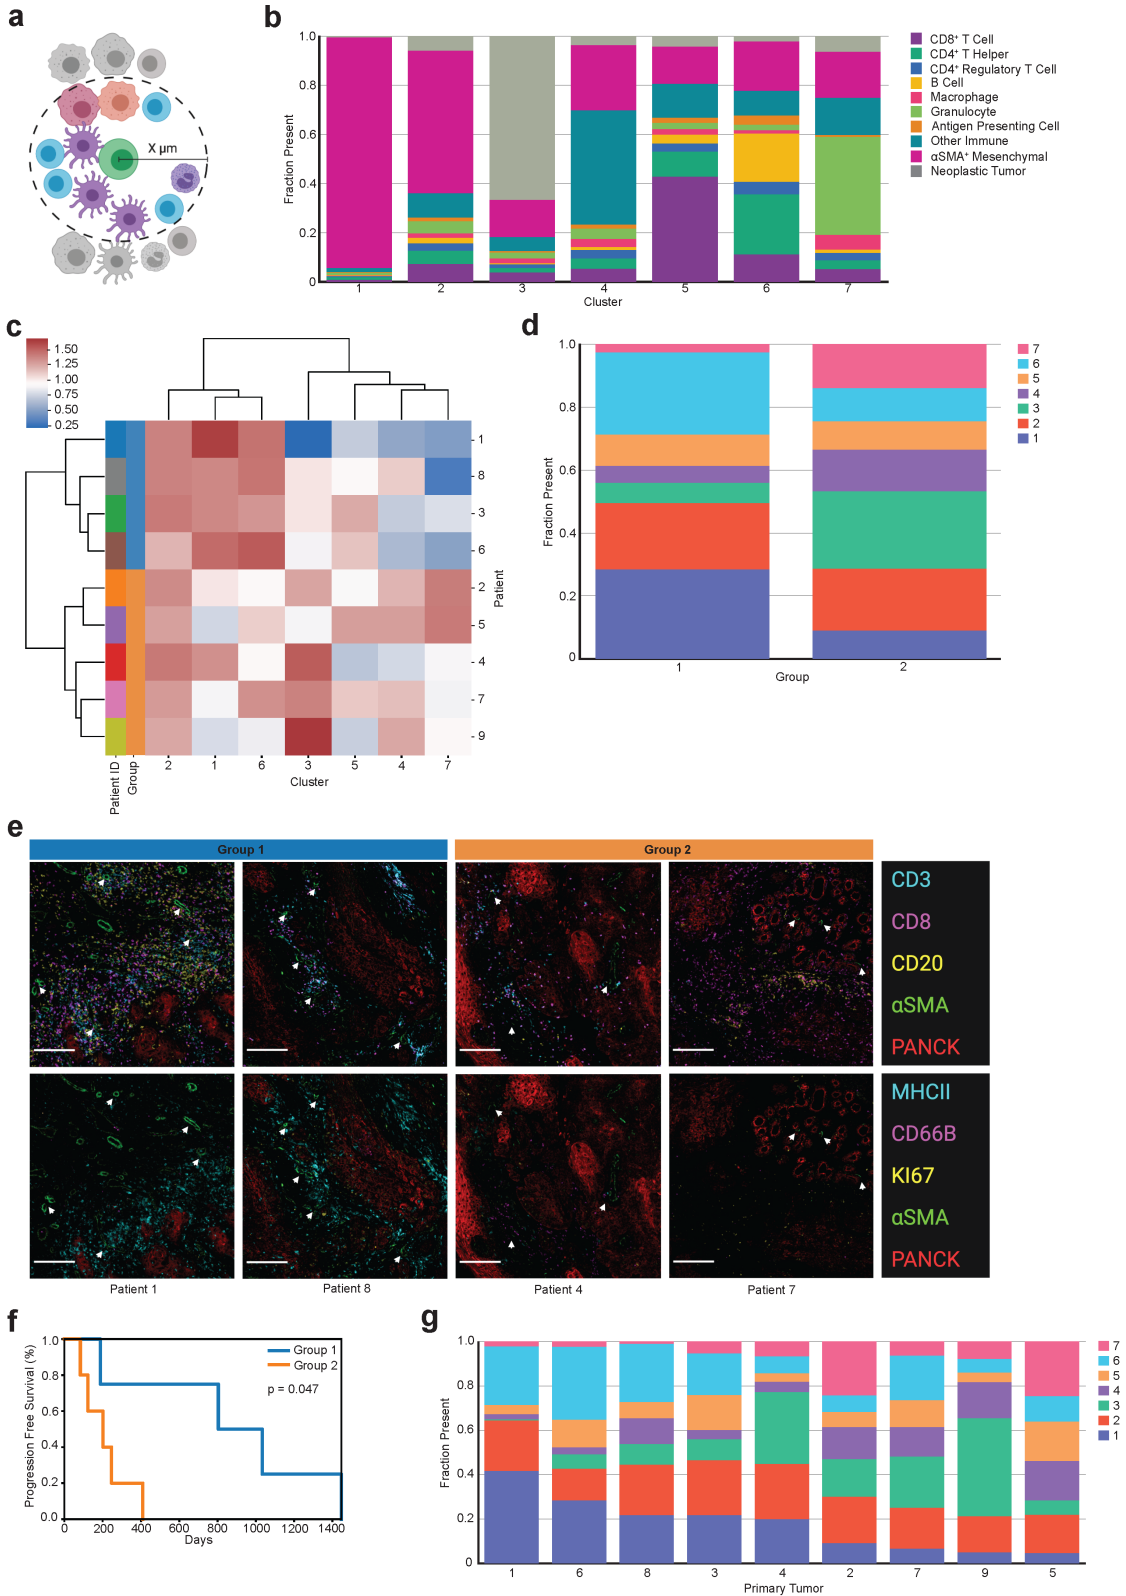 a
X μm
b
Fraction Present
1.0
0.8
0.6
0.4
0.2
0
1 2 3 4 5 6 7
Cluster
CD8⁺ T Cell
CD4⁺ T Helper
CD4⁺ Regulatory T Cell
B Cell
Macrophage
Granulocyte
Antigen Presenting Cell
Other Immune
αSMA⁺ Mesenchymal
Neoplastic Tumor
c
1.50
1.25
1.00
0.75
0.50
0.25
1
8
3
6
2
5
4
7
9
Patient
Patient ID
Group
2 1 6 3 5 4 7
Cluster
d
Fraction Present
1.0
0.8
0.6
0.4
0.2
0
1 2
Group
7
6
5
4
3
2
1
e
Group 1
Group 2
CD3
CD8
CD20
αSMA
PANCK
MHCII
CD66B
KI67
αSMA
PANCK
Patient 1
Patient 8
Patient 4
Patient 7
f
Progression Free Survival (%)
1.0
0.8
0.6
0.4
0.2
0.0
0 200 400 600 800 1000 1200 1400
Days
Group 1
Group 2
p = 0.047
g
Fraction Present
1.0
0.8
0.6
0.4
0.2
0
1 6 8 3 4 2 7 9 5
Primary Tumor
7
6
5
4
3
2
1